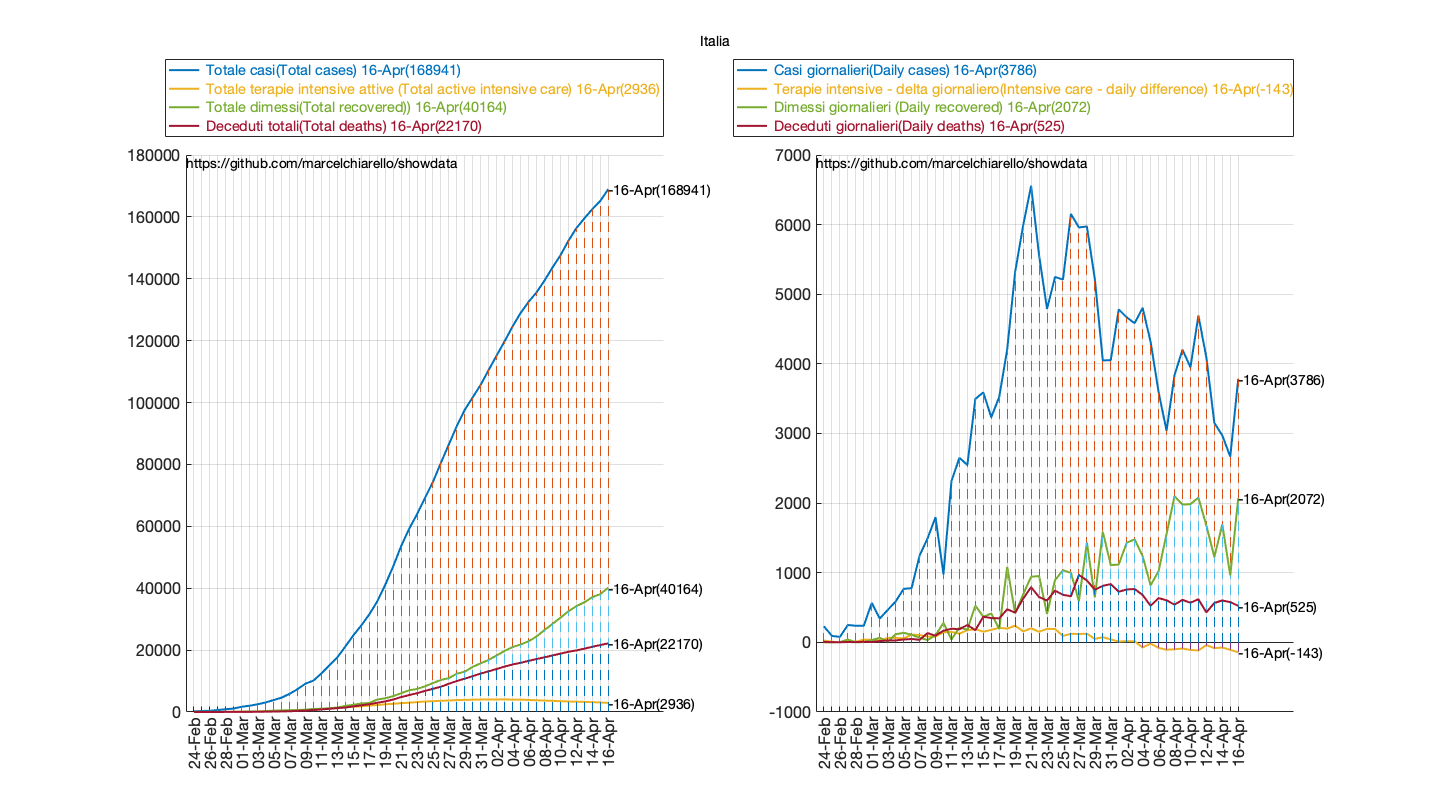 Italia
Totale casi(Total cases) 16-Apr(168941)
Totale terapie intensive attive (Total active intensive care) 16-Apr(2936)
Totale dimessi(Total recovered)) 16-Apr(40164)
Deceduti totali(Total deaths) 16-Apr(22170)
https://github.com/marcelchiarello/showdata
180000
160000
140000
120000
100000
80000
60000
40000
20000
0
16-Apr(168941)
16-Apr(40164)
16-Apr(22170)
16-Apr(2936)
24-Feb
26-Feb
28-Feb
01-Mar
03-Mar
05-Mar
07-Mar
09-Mar
11-Mar
13-Mar
15-Mar
17-Mar
19-Mar
21-Mar
23-Mar
25-Mar
27-Mar
29-Mar
31-Mar
02-Apr
04-Apr
06-Apr
08-Apr
10-Apr
12-Apr
14-Apr
16-Apr
Casi giornalieri(Daily cases) 16-Apr(3786)
Terapie intensive - delta giornaliero(Intensive care - daily difference) 16-Apr(-143)
Dimessi giornalieri (Daily recovered) 16-Apr(2072)
Deceduti giornalieri(Daily deaths) 16-Apr(525)
https://github.com/marcelchiarello/showdata
7000
6000
5000
4000
3000
2000
1000
0
-1000
16-Apr(3786)
16-Apr(2072)
16-Apr(525)
16-Apr(-143)
24-Feb
26-Feb
28-Feb
01-Mar
03-Mar
05-Mar
07-Mar
09-Mar
11-Mar
13-Mar
15-Mar
17-Mar
19-Mar
21-Mar
23-Mar
25-Mar
27-Mar
29-Mar
31-Mar
02-Apr
04-Apr
06-Apr
08-Apr
10-Apr
12-Apr
14-Apr
16-Apr